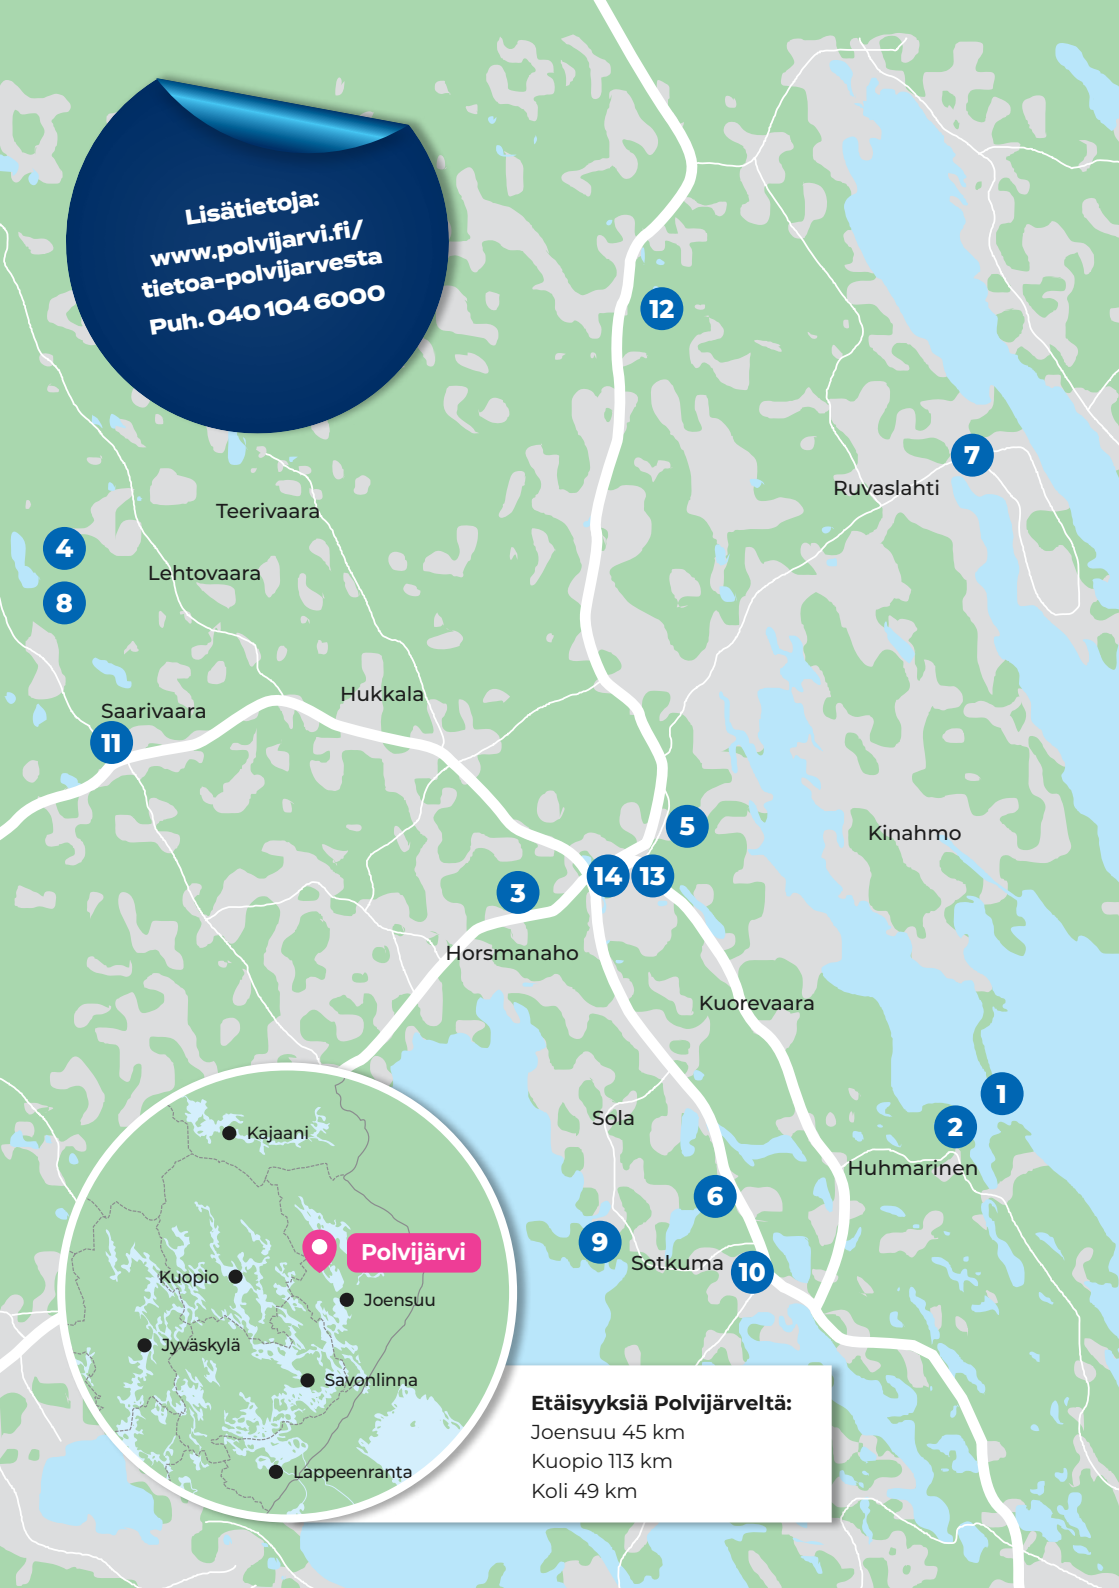 Lisätietoja:
www.polvijarvi.fi/
tietoa-polvijarvesta
Puh. 040 104 6000
12
7
Ruvaslahti
Teerivaara
4
Lehtovaara
8
Hukkala
Saarivaara
11
5
Kinahmo
14
13
3
Horsmanaho
Kuorevaara
1
Sola
2
Huhmarinen
6
9
Sotkuma
10
Kajaani
Polvijärvi
Kuopio
Joensuu
Jyväskylä
Savonlinna
Lappeenranta
Etäisyyksiä Polvijärveltä:
Joensuu 45 km
Kuopio 113 km
Koli 49 km